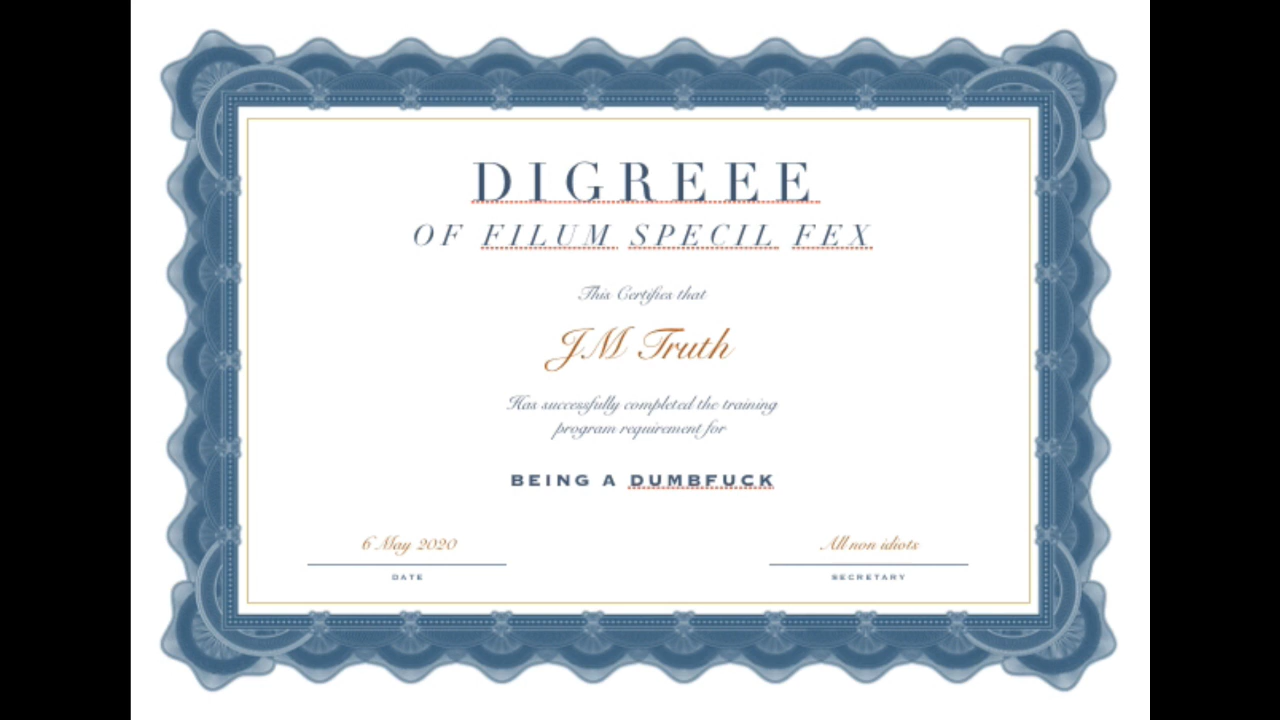 DIGREEE
OF FILUM SPECIL FEX
This Certifies that
JM Truth
Has successfully completed the training
program requirement for
BEING A DUMBFUCK
6 May 2020
All non idiots
DATE
SECRETARY